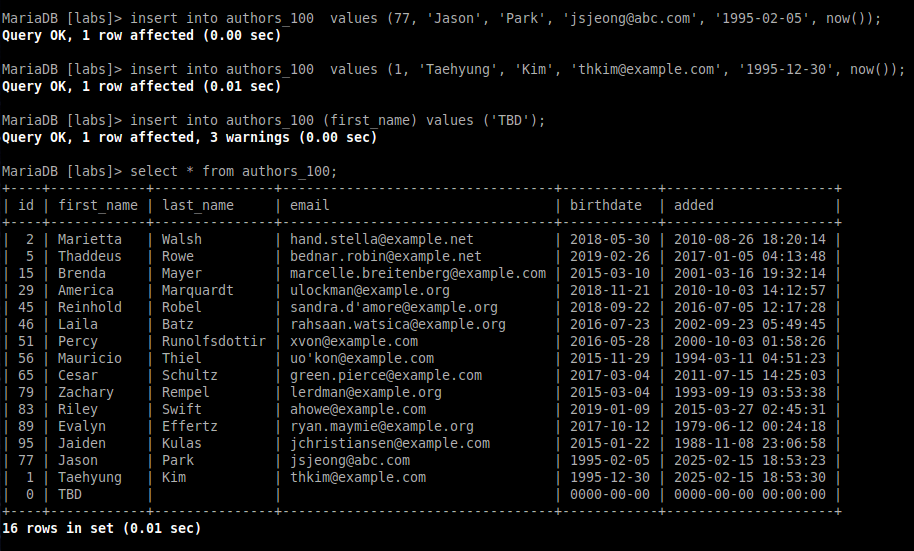 MariaDB [labs]> insert into authors_100  values (77, 'Jason', 'Park', 'jsjeong@abc.com', '1995-02-05', now());
Query OK, 1 row affected (0.00 sec)

MariaDB [labs]> insert into authors_100  values (1, 'Taehyung', 'Kim', 'thkim@example.com', '1995-12-30', now());
Query OK, 1 row affected (0.01 sec)

MariaDB [labs]> insert into authors_100 (first_name) values ('TBD');
Query OK, 1 row affected, 3 warnings (0.00 sec)

MariaDB [labs]> select * from authors_100;
+----+------------+---------------+----------------------------------+------------+---------------------+
| id | first_name | last_name     | email                            | birthdate  | added               |
+----+------------+---------------+----------------------------------+------------+---------------------+
|  2 | Marietta   | Walsh         | hand.stella@example.net          | 2018-05-30 | 2010-08-26 18:20:14 |
|  5 | Thaddeus   | Rowe          | bednar.robin@example.net         | 2019-02-26 | 2017-01-05 04:13:48 |
| 15 | Brenda     | Mayer         | marcelle.breitenberg@example.com | 2015-03-10 | 2001-03-16 19:32:14 |
| 29 | America    | Marquardt     | ulockman@example.org             | 2018-11-21 | 2010-10-03 14:12:57 |
| 45 | Reinhold   | Robel         | sandra.d'amore@example.org       | 2018-09-22 | 2016-07-05 12:17:28 |
| 46 | Laila      | Batz          | rahsaan.watsica@example.org      | 2016-07-23 | 2002-09-23 05:49:45 |
| 51 | Percy      | Runolfsdottir | xvon@example.com                 | 2016-05-28 | 2000-10-03 01:58:26 |
| 56 | Mauricio   | Thiel         | uo'kon@example.com               | 2015-11-29 | 1994-03-11 04:51:23 |
| 65 | Cesar      | Schultz       | green.pierce@example.com         | 2017-03-04 | 2011-07-15 14:25:03 |
| 79 | Zachary    | Rempel        | lerdman@example.org              | 2015-03-04 | 1993-09-19 03:53:38 |
| 83 | Riley      | Swift         | ahowe@example.com                | 2019-01-09 | 2015-03-27 02:45:31 |
| 89 | Evalyn     | Effertz       | ryan.maymie@example.org          | 2017-10-12 | 1979-06-12 00:24:18 |
| 95 | Jaiden     | Kulas         | jchristiansen@example.com        | 2015-01-22 | 1988-11-08 23:06:58 |
| 77 | Jason      | Park          | jsjeong@abc.com                  | 1995-02-05 | 2025-02-15 18:53:23 |
|  1 | Taehyung   | Kim           | thkim@example.com                | 1995-12-30 | 2025-02-15 18:53:30 |
|  0 | TBD        |               |                                  | 0000-00-00 | 0000-00-00 00:00:00 |
+----+------------+---------------+----------------------------------+------------+---------------------+
16 rows in set (0.01 sec)